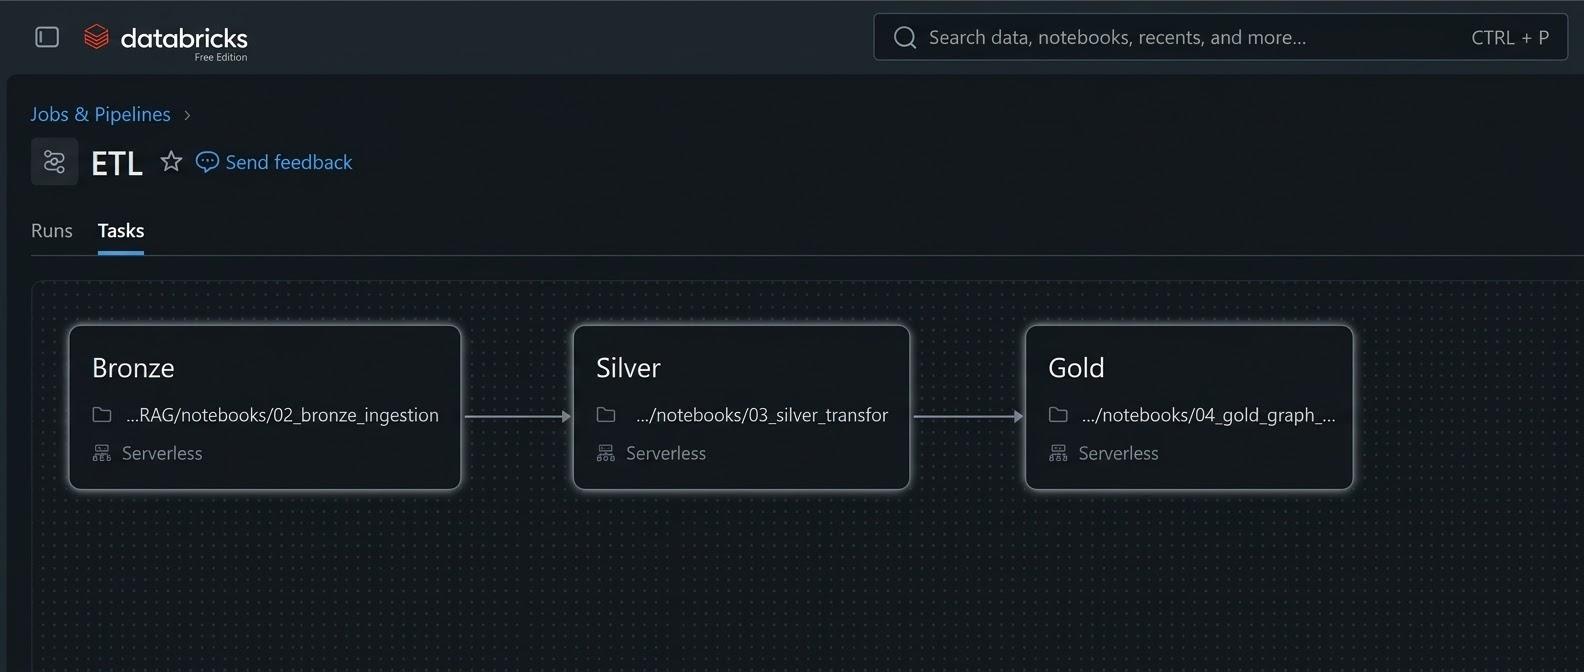 databricks
Free Edition
Search data, notebooks, recents, and more... CTRL + P
Jobs & Pipelines >
ETL Send feedback
Runs Tasks
Bronze
...RAG/notebooks/02_bronze_ingestion
Serverless
Silver
.../notebooks/03_silver_transfor
Serverless
Gold
.../notebooks/04_gold_graph_...
Serverless